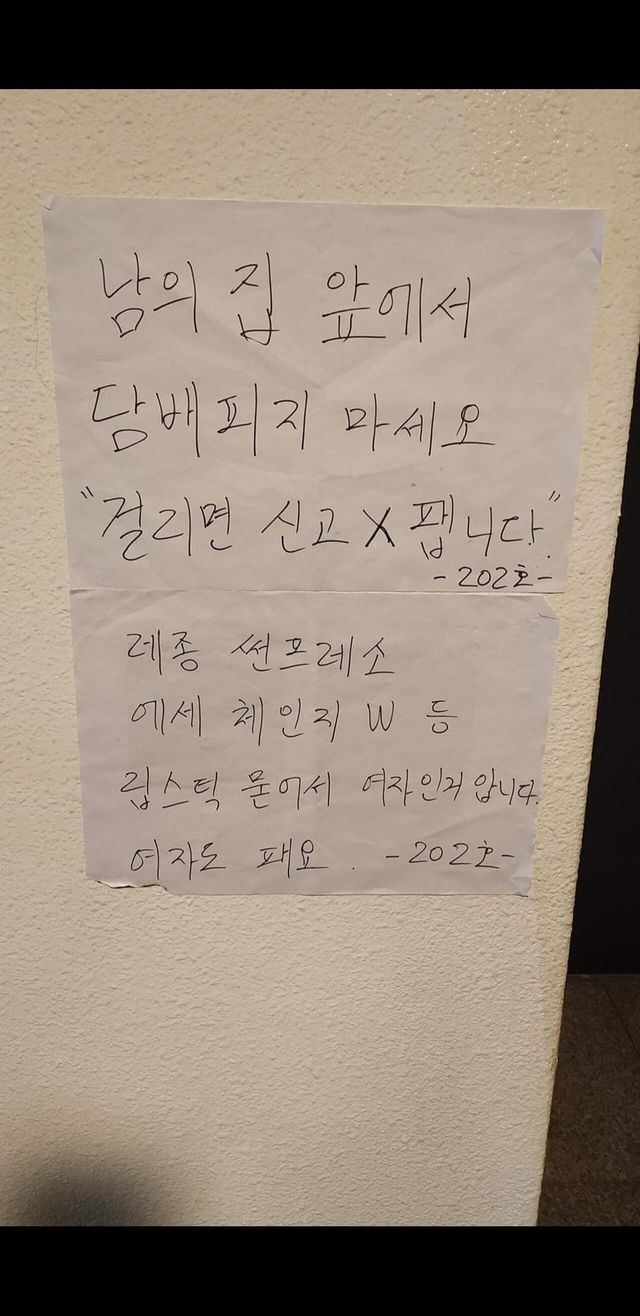 남의 집 앞에서
담배피지 마세요
"걸리면 신고 X 팹니다."
-202호-
레종 썬프레소
에세 체인지 W 등
립스틱 묻어서 여자인거 압니다.
여자도 패요. -202호-